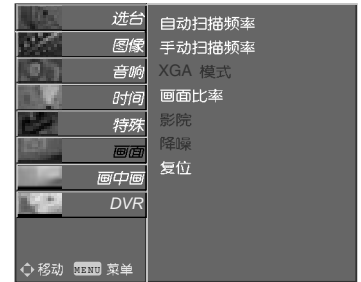 选台
图像
音响
时间
特殊
画面
画中画
DVR
移动 MENU 菜单
自动扫描频率
手动扫描频率
XGA 模式
画面比率
影院
降噪
复位